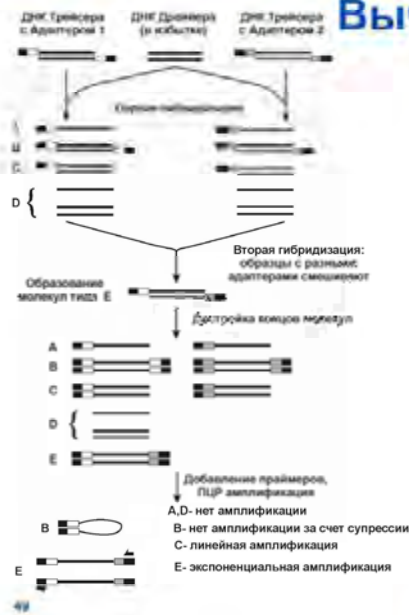 Вы
ДНК Трейсера
с Адаптером 1
ДНК Драйвера
(в избытке)
ДНК Трейсера
с Адаптером 2
Первая гибридизация
A
B
C
D
Вторая гибридизация:
образцы с разными
адаптерами смешивают
Образование
молекул типа E
Достройка концов молекул
A
B
C
D
E
Добавление праймеров,
ПЦР амплификация
A,D- нет амплификации
B
B- нет амплификации за счет супрессии
C- линейная амплификация
E
E- экспоненциальная амплификация
49